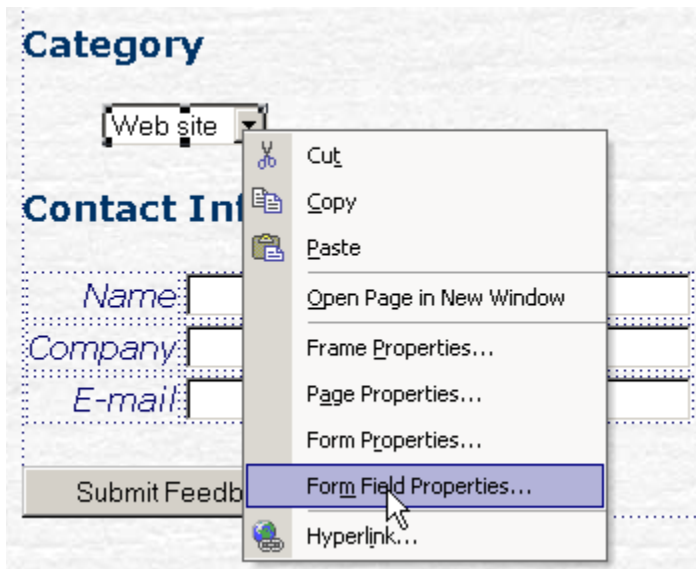 Category
Web site
Cut
Contact Inf
Copy
Paste
Name
Open Page in New Window
Company
Frame Properties...
E-mail
Page Properties...
Form Properties...
Submit Feedb
Form Field Properties...
Hyperlink...